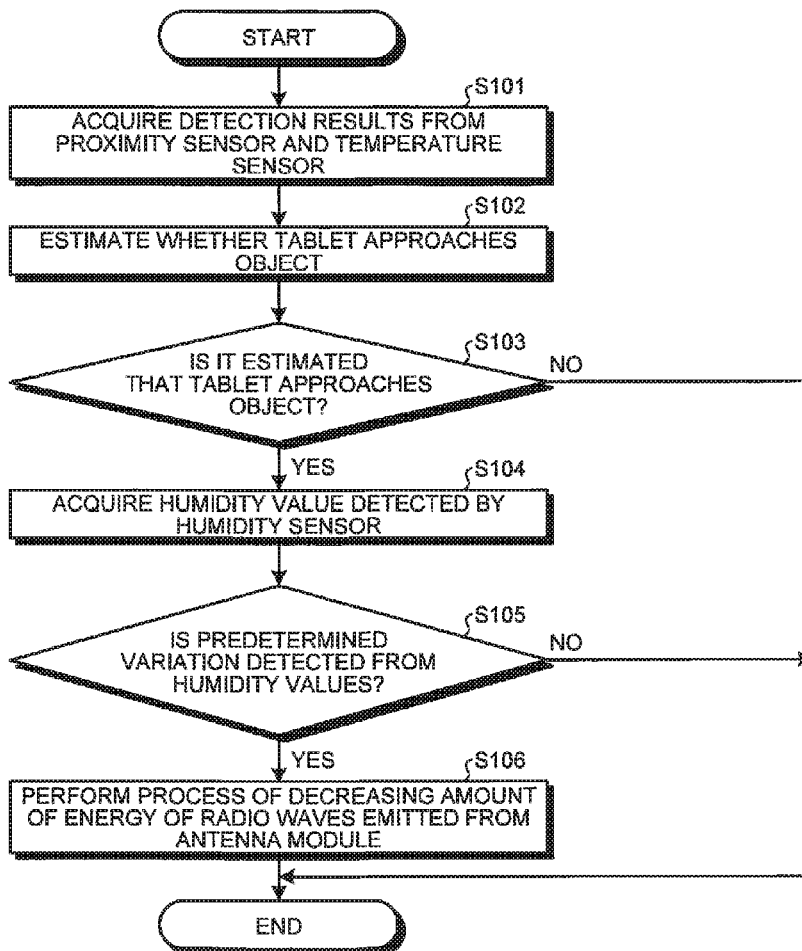 START
S101
ACQUIRE DETECTION RESULTS FROM
PROXIMITY SENSOR AND TEMPERATURE
SENSOR
S102
ESTIMATE WHETHER TABLET APPROACHES
OBJECT
S103
IS IT ESTIMATED
THAT TABLET APPROACHES
OBJECT?
NO
YES
S104
ACQUIRE HUMIDITY VALUE DETECTED BY
HUMIDITY SENSOR
S105
IS PREDETERMINED
VARIATION DETECTED FROM
HUMIDITY VALUES?
NO
YES
S106
PERFORM PROCESS OF DECREASING AMOUNT
OF ENERGY OF RADIO WAVES EMITTED FROM
ANTENNA MODULE
END